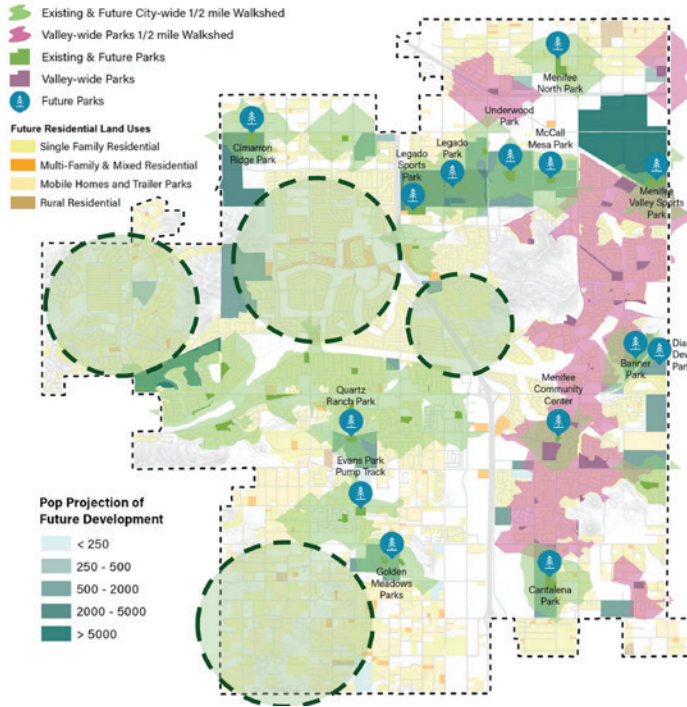 Existing & Future City-wide 1/2 mile Walkshed
Valley-wide Parks 1/2 mile Walkshed
Existing & Future Parks
Valley-wide Parks
Future Parks
Future Residential Land Uses
Single Family Residential
Multi-Family & Mixed Residential
Mobile Homes and Trailer Parks
Rural Residential
Menifee
North Park
Underwood
Park
Cimarron
Ridge Park
Legado
Sports
Park
Legado
Park
McCall
Mesa Park
Menifee
Valley Sports
Park
Banner
Park
Dia
Dev
Park
Menifee
Community
Center
Quartz
Ranch Park
Evans Park
Pump Track
Golden
Meadows
Parks
Cantalena
Park
Pop Projection of
Future Development
< 250
250 - 500
500 - 2000
2000 - 5000
> 5000